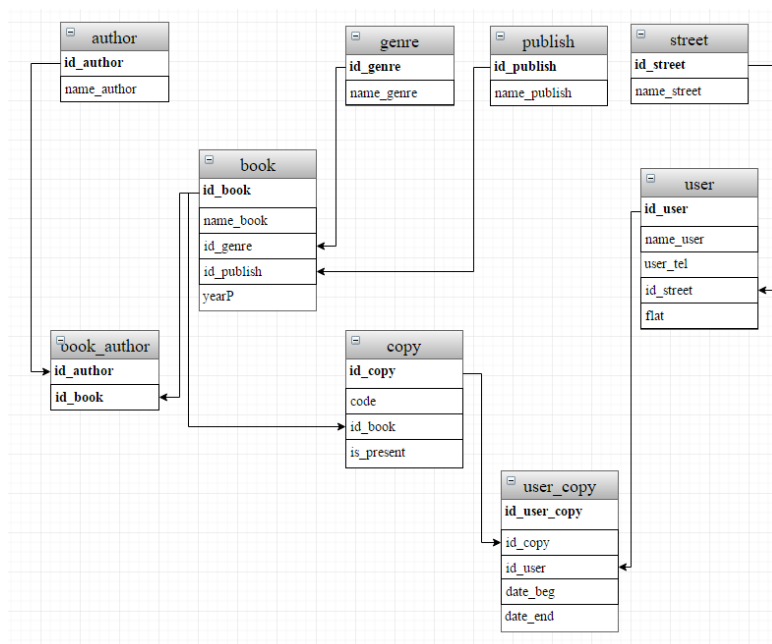 author
id_author
name_author
genre
id_genre
name_genre
publish
id_publish
name_publish
street
id_street
name_street
book
id_book
name_book
id_genre
id_publish
yearP
user
id_user
name_user
user_tel
id_street
flat
book_author
id_author
id_book
copy
id_copy
code
id_book
is_present
user_copy
id_user_copy
id_copy
id_user
date_beg
date_end